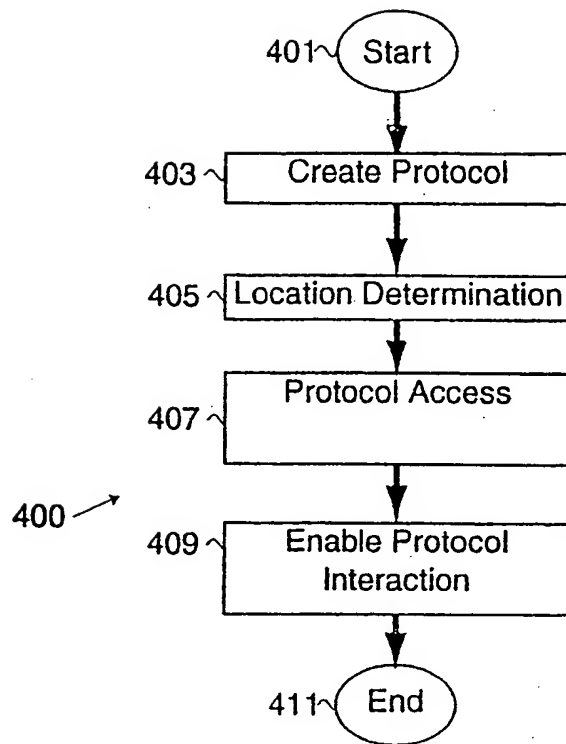 401 Start
403 Create Protocol
405 Location Determination
407 Protocol Access
400
409 Enable Protocol
Interaction
411 End